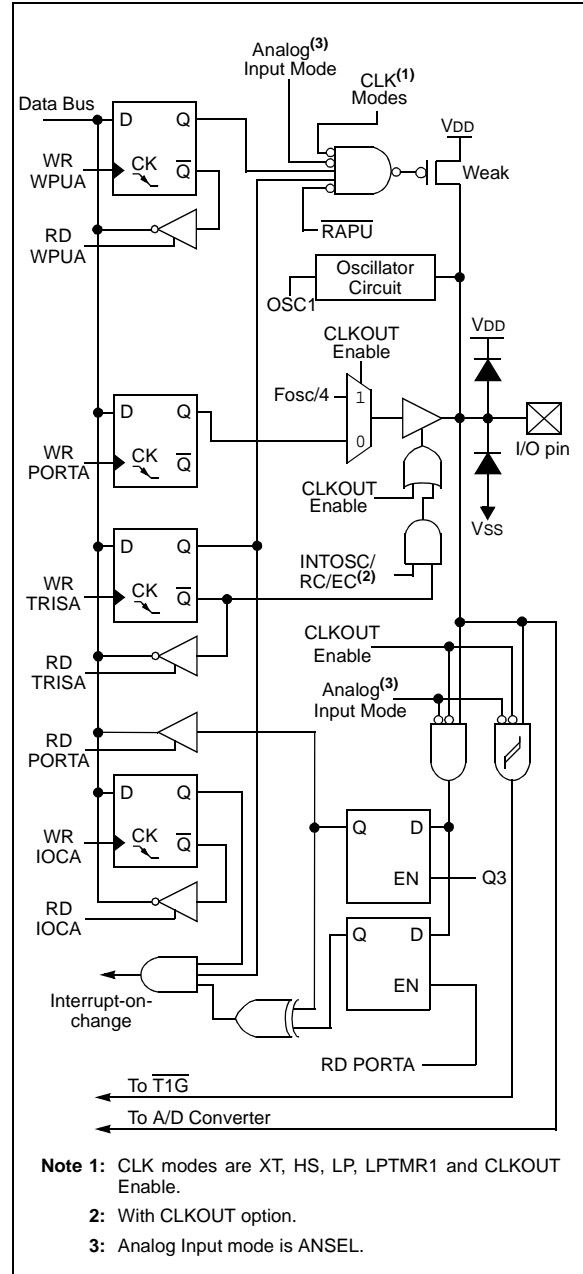 Analog(3)
Input Mode
CLK(1)
Modes
Data Bus
VDD
D Q
WR
WPUA
CK
Q
Weak
RD
WPUA
RAPU
Oscillator
Circuit
OSC1
CLKOUT
Enable
VDD
Fosc/4
1
D Q
0
I/O pin
WR
PORTA
CK
Q
CLKOUT
Enable
VSS
D Q
INTOSC/
RC/EC(2)
WR
TRISA
CK
Q
CLKOUT
Enable
RD
TRISA
Analog(3)
Input Mode
RD
PORTA
D Q
Q D
WR
IOCA
CK
Q
EN
Q3
RD
IOCA
Q D
Interrupt-on-
change
EN
RD PORTA
To T1G
To A/D Converter
Note 1: CLK modes are XT, HS, LP, LPTMR1 and CLKOUT
Enable.
2: With CLKOUT option.
3: Analog Input mode is ANSEL.